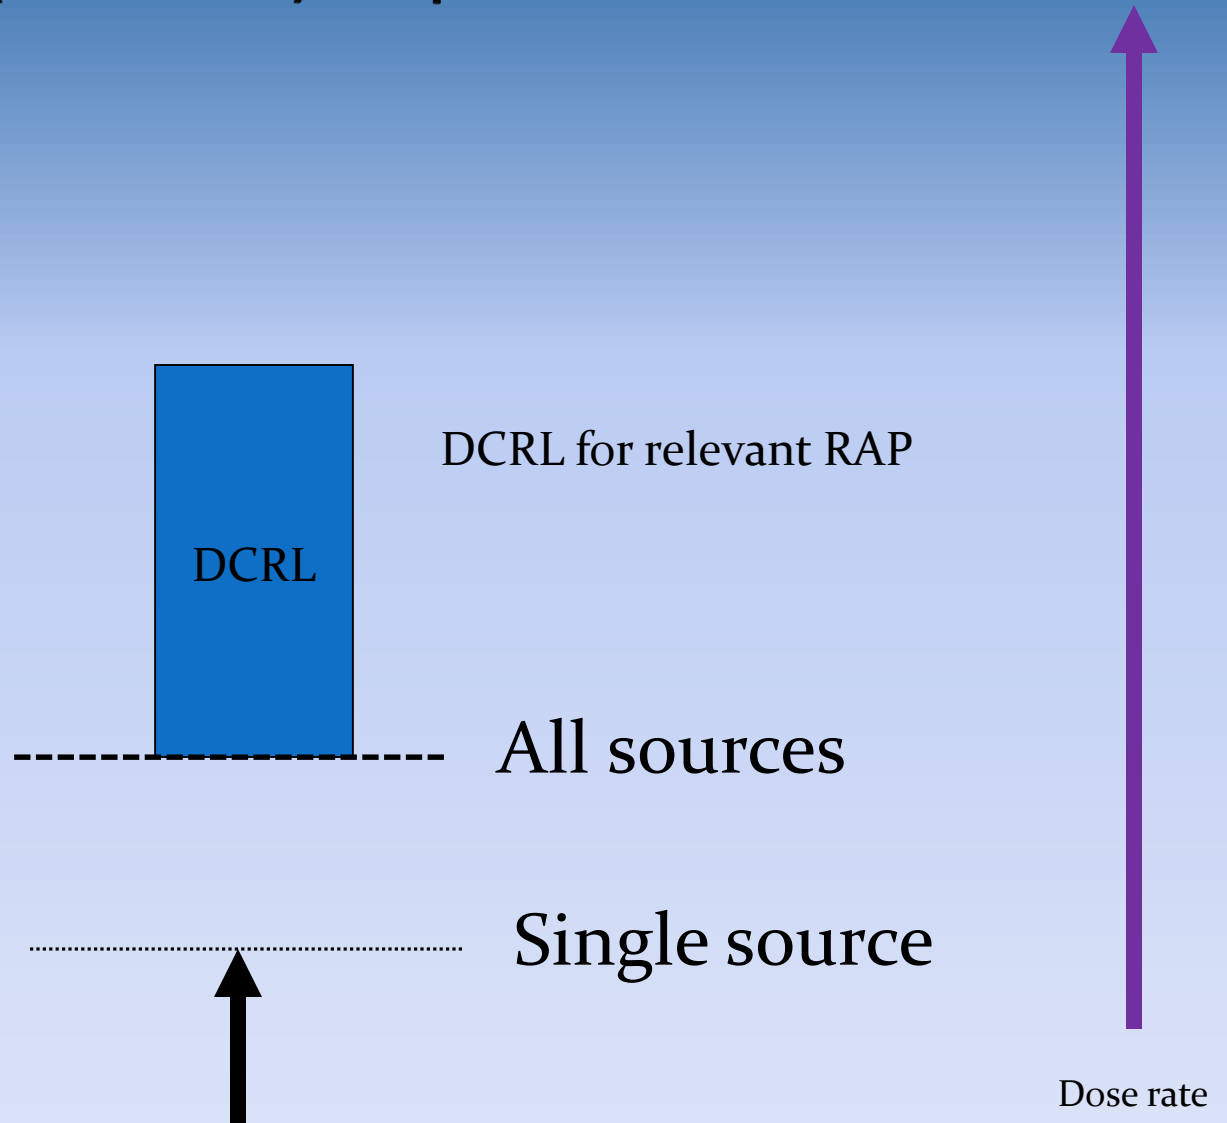 DCRL for relevant RAP
DCRL
All sources
Single source
Dose rate